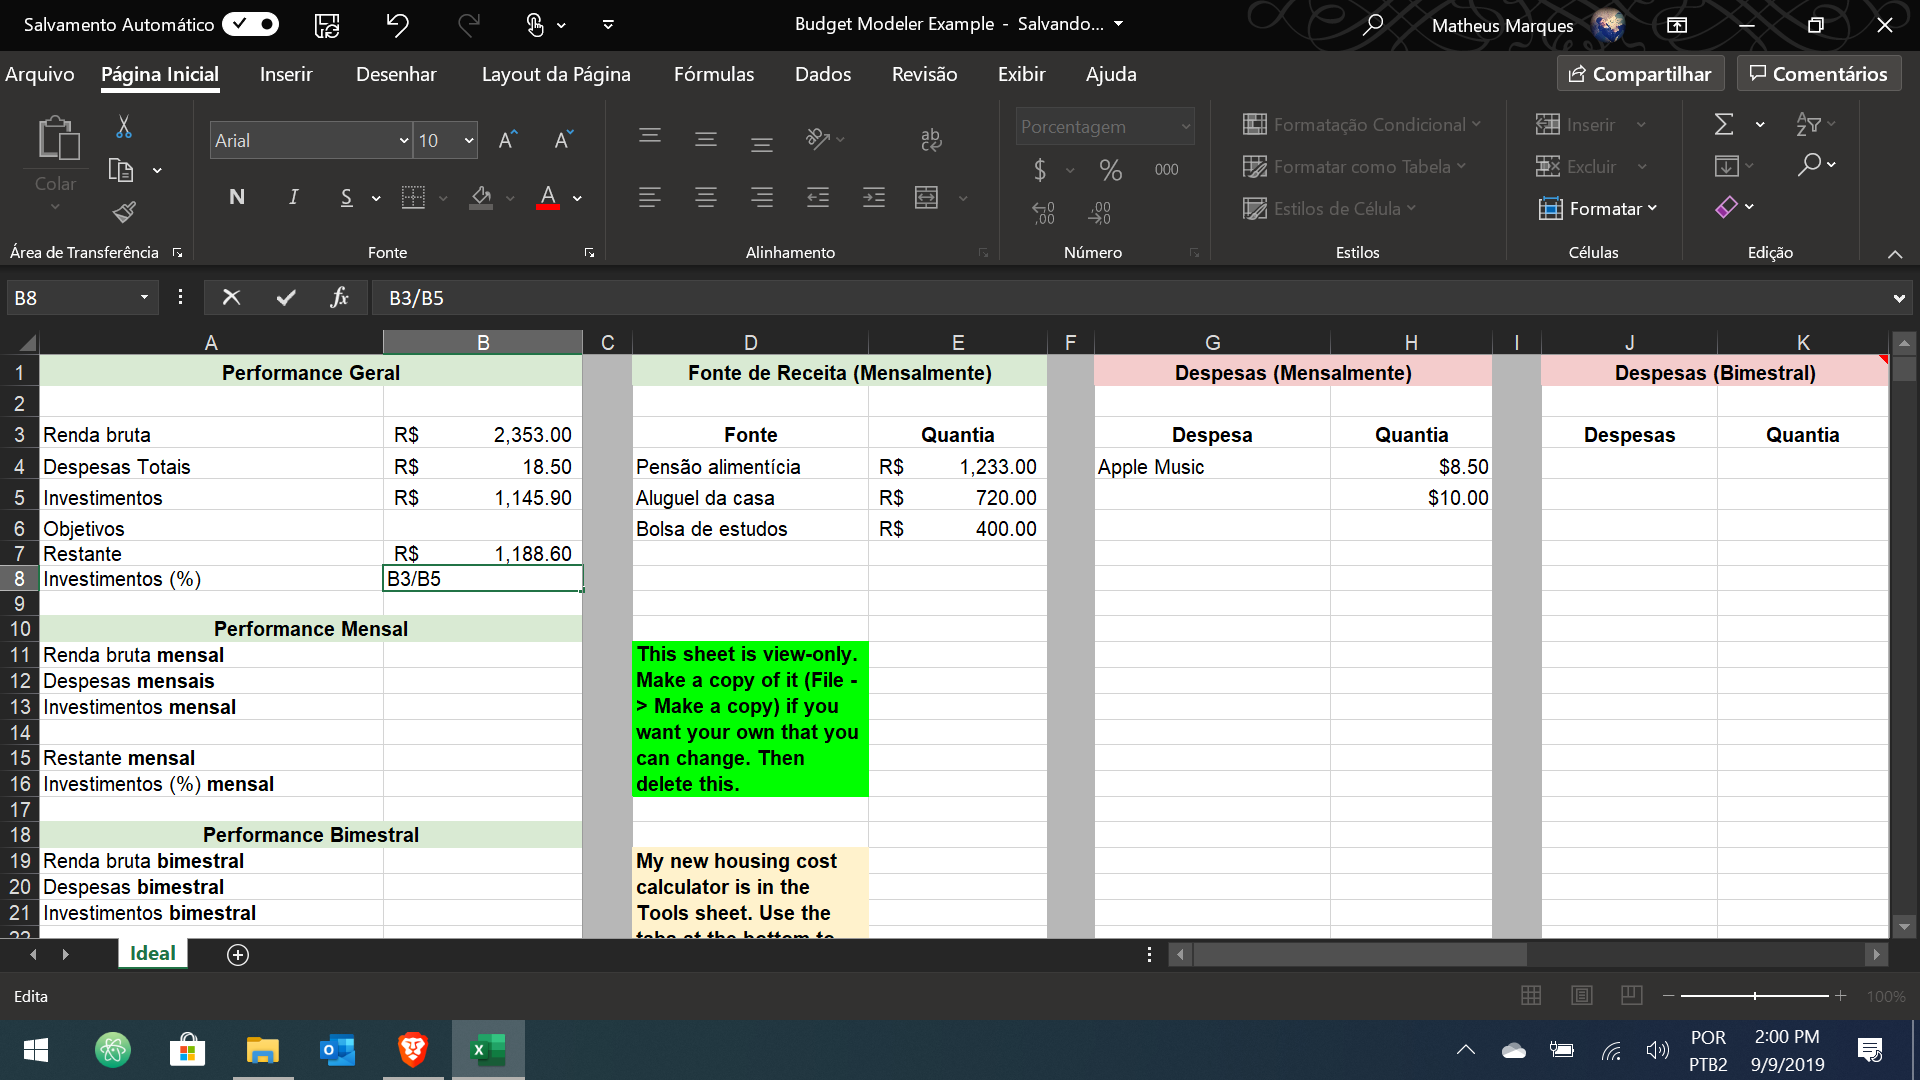 Salvamento Automático
Budget Modeler Example - Salvando...
Matheus Marques
Arquivo Página Inicial Inserir Desenhar Layout da Página Fórmulas Dados Revisão Exibir Ajuda
Compartilhar Comentários
Colar
Arial 10
N I S
Porcentagem
$ % 000
Formatação Condicional
Formatar como Tabela
Estilos de Célula
Inserir
Excluir
Formatar
Área de Transferência Fonte Alinhamento Número Estilos Células Edição
B8 fx B3/B5
A B C D E F G H I J K
1 Performance Geral Fonte de Receita (Mensalmente) Despesas (Mensalmente) Despesas (Bimestral)
2
3 Renda bruta R$ 2,353.00 Fonte Quantia Despesa Quantia Despesas Quantia
4 Despesas Totais R$ 18.50 Pensão alimentícia R$ 1,233.00 Apple Music $8.50
5 Investimentos R$ 1,145.90 Aluguel da casa R$ 720.00 $10.00
6 Objetivos Bolsa de estudos R$ 400.00
7 Restante R$ 1,188.60
8 Investimentos (%) B3/B5
9
10 Performance Mensal
11 Renda bruta mensal This sheet is view-only.
12 Despesas mensais Make a copy of it (File -
13 Investimentos mensal > Make a copy) if you
14 want your own that you
15 Restante mensal can change. Then
16 Investimentos (%) mensal delete this.
17
18 Performance Bimestral
19 Renda bruta bimestral My new housing cost
20 Despesas bimestral calculator is in the
21 Investimentos bimestral Tools sheet. Use the
22 tabs at the bottom to
Ideal
Edita
100%
POR 2:00 PM
PTB2 9/9/2019